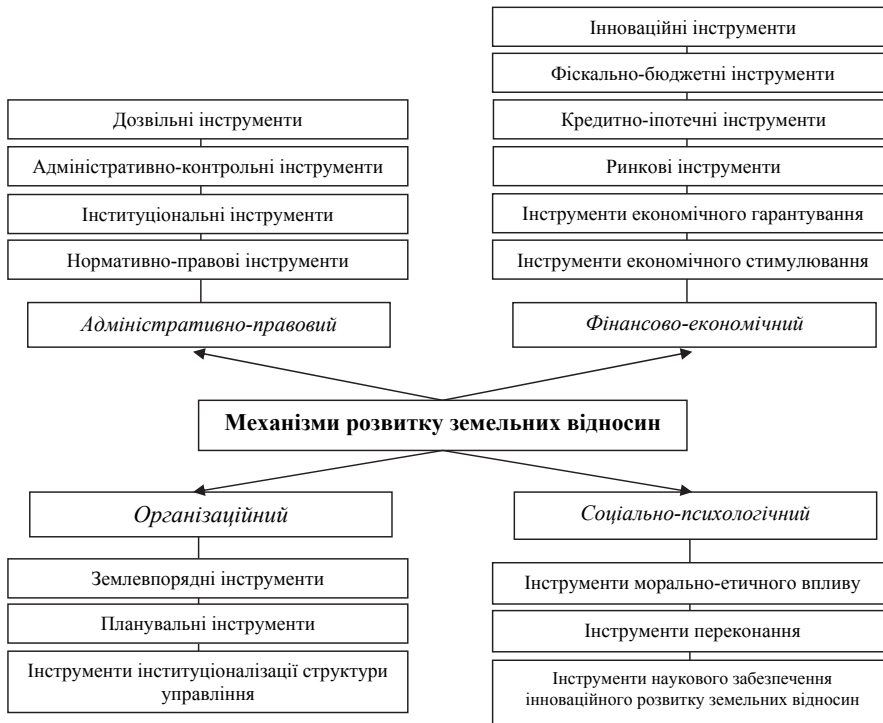 Інноваційні інструменти
Фіскально-бюджетні інструменти
Дозвільні інструменти
Кредитно-іпотечні інструменти
Адміністративно-контрольні інструменти
Ринкові інструменти
Інституціональні інструменти
Інструменти економічного гарантування
Нормативно-правові інструменти
Інструменти економічного стимулювання
Адміністративно-правовий
Фінансово-економічний
Механізми розвитку земельних відносин
Організаційний
Соціально-психологічний
Землевпорядні інструменти
Інструменти морально-етичного впливу
Планувальні інструменти
Інструменти переконання
Інструменти інституціоналізації структури
управління
Інструменти наукового забезпечення
інноваційного розвитку земельних відносин